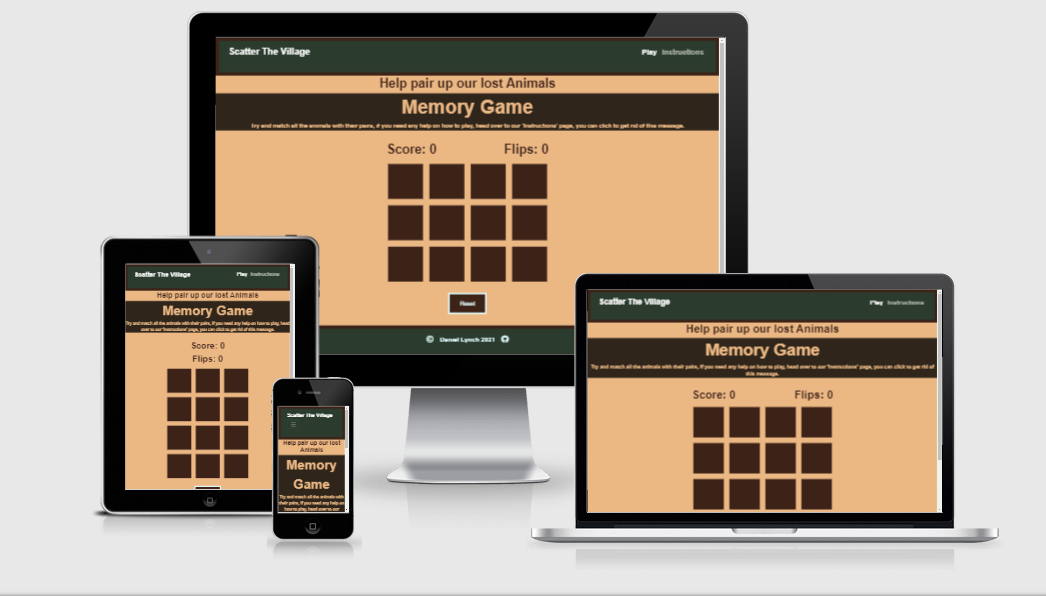 Scatter The Village
Play Instructions
Help pair up our lost Animals
Memory Game
Try and match all the animals with their pairs, if you need any help on how to play, head over to our 'Instructions' page, you can click to get rid of this message.
Score: 0 Flips: 0
Reset
© Daniel Lynch 2021
Scatter The Village
Play Instructions
Help pair up our lost Animals
Memory Game
Try and match all the animals with their pairs, if you need any help on how to play, head
over to our 'Instructions' page, you can click to get rid of this message.
Score: 0
Flips: 0
Scatter The Village
Help pair up our lost
Animals
Memory
Game
Try and match all the animals with
their pairs, if you need any help on
how to play, head over to our
Scatter The Village
Play Instructions
Help pair up our lost Animals
Memory Game
Try and match all the animals with their pairs, if you need any help on how to play, head over to our 'Instructions' page, you can click to get rid of
this message.
Score: 0 Flips: 0